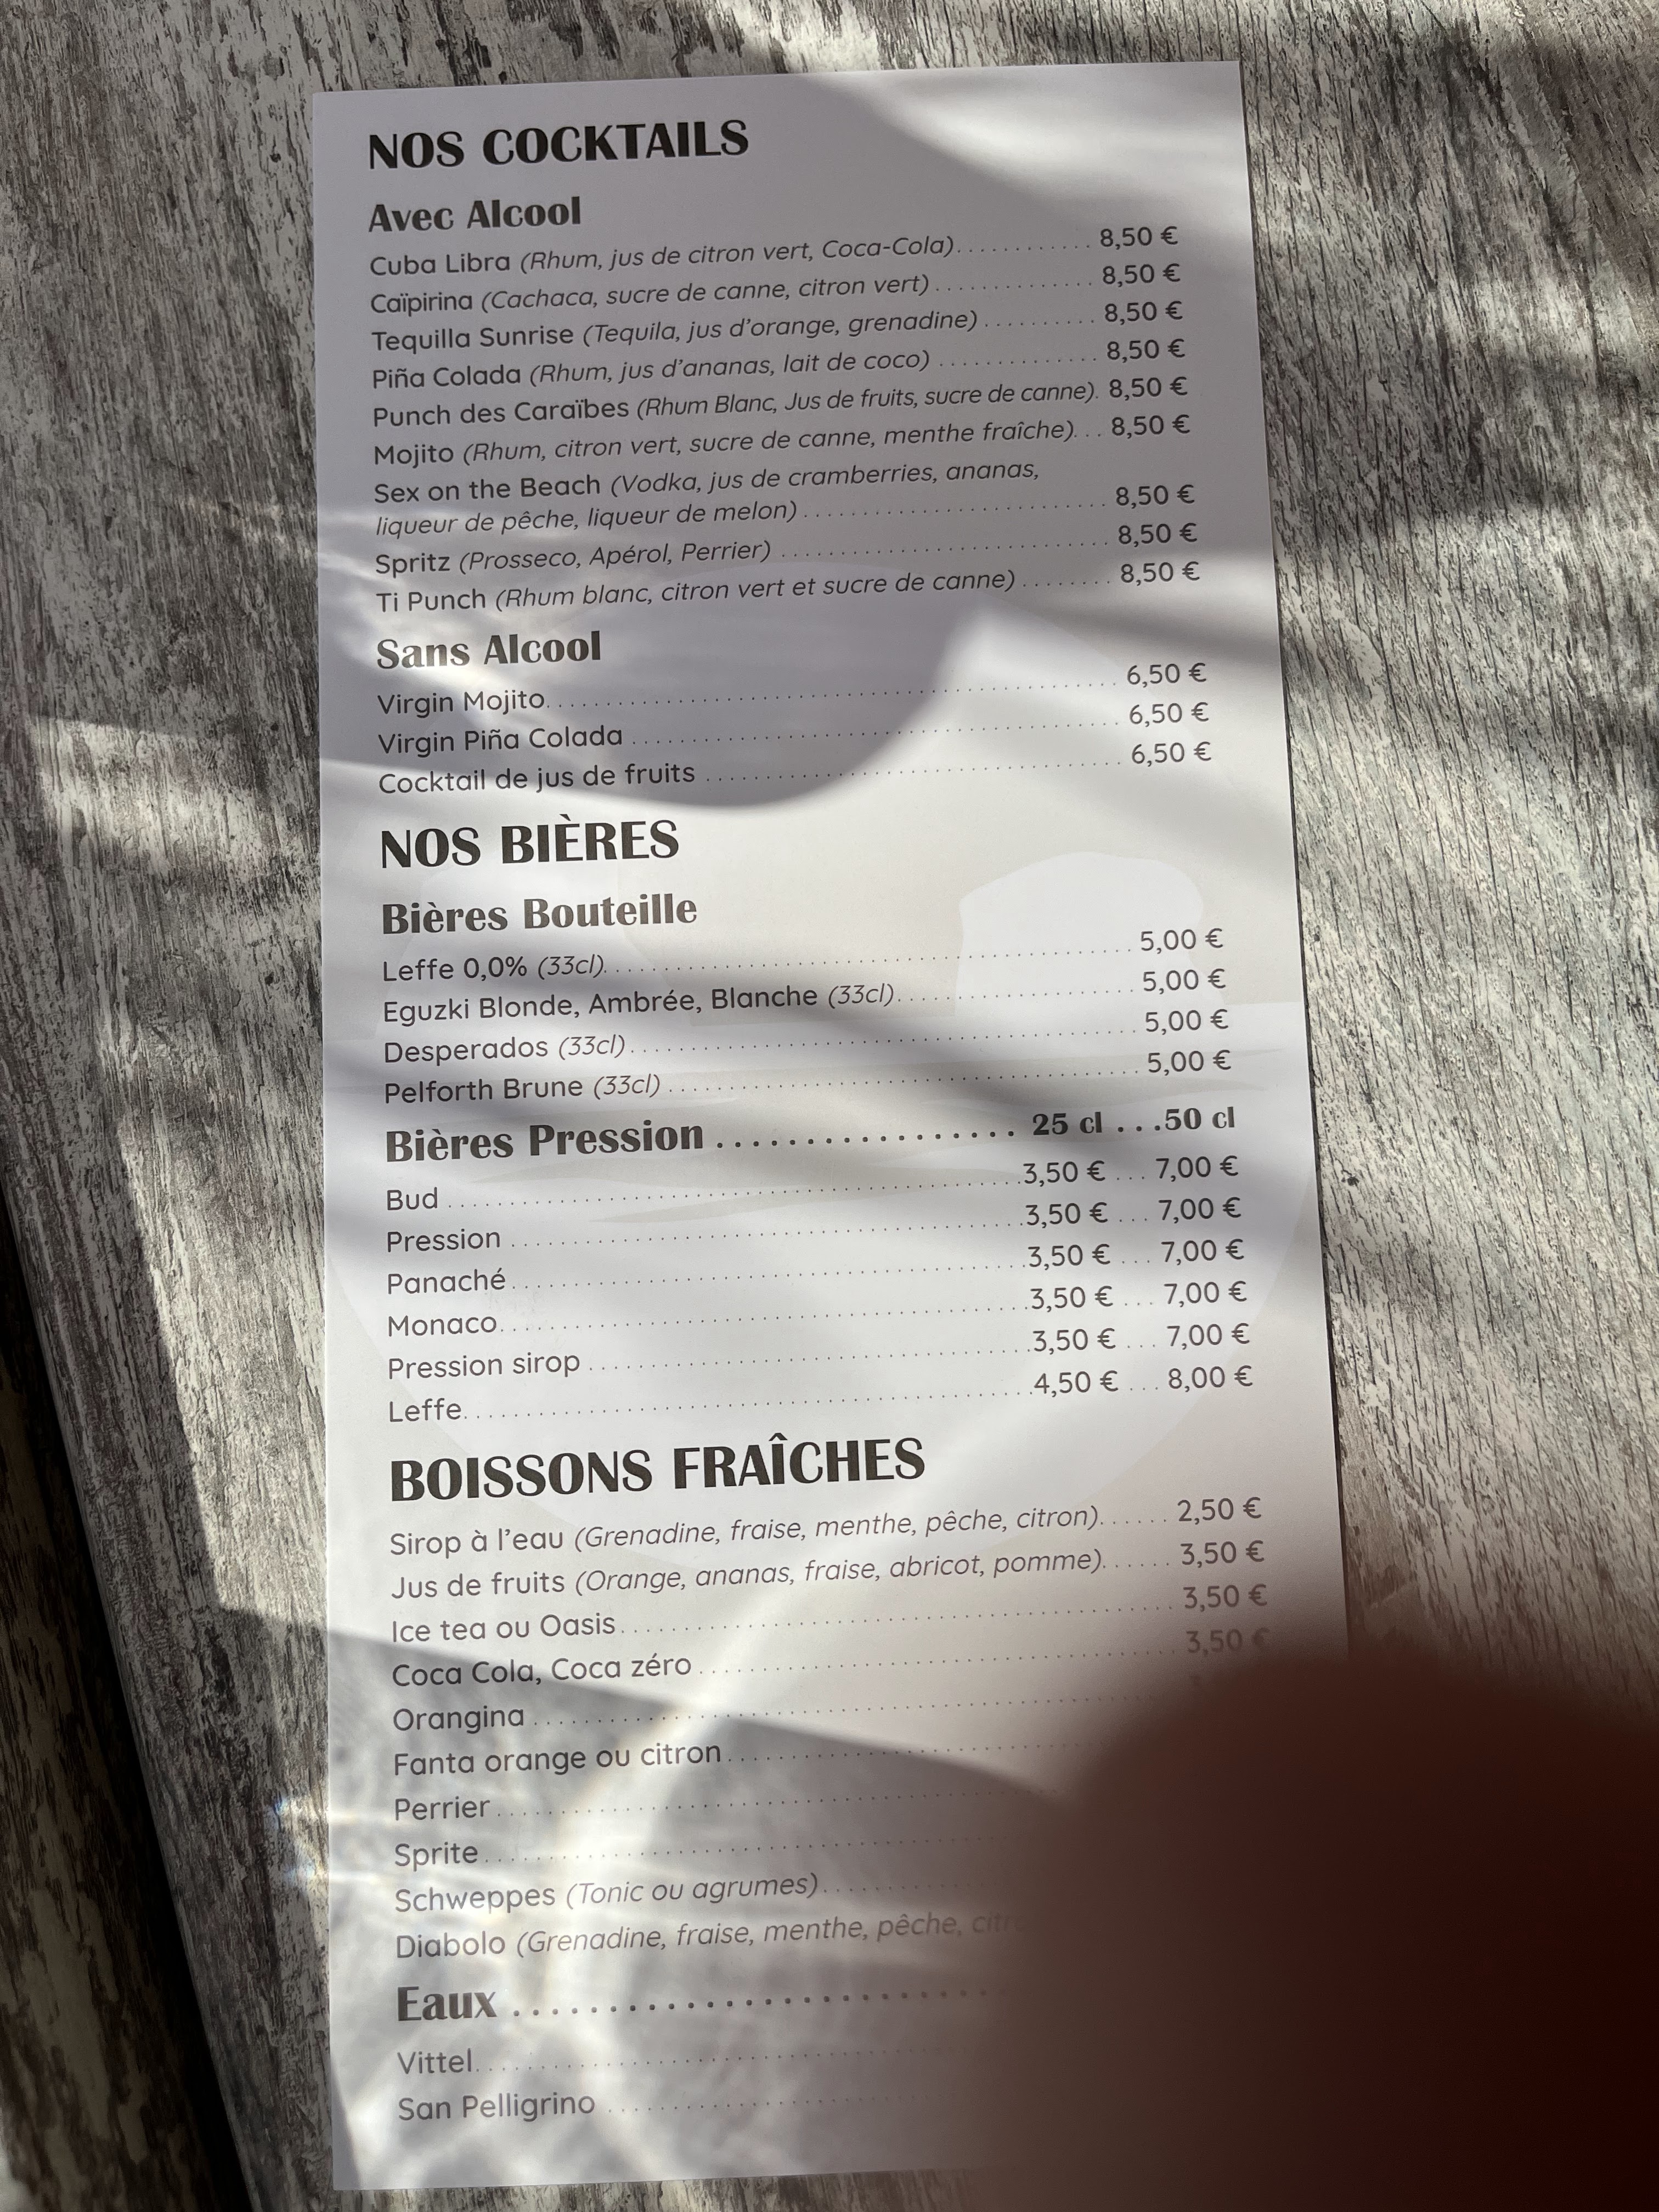 NOS COCKTAILS
Avec Alcool
Cuba Libra (Rhum, jus de citron vert, Coca-Cola)............ 8,50 €
Caïpirina (Cachaca, sucre de canne, citron vert) .............. 8,50 €
Tequilla Sunrise (Tequila, jus d'orange, grenadine) .......... 8,50 €
Piña Colada (Rhum, jus d'ananas, lait de coco) .............. 8,50 €
Punch des Caraïbes (Rhum Blanc, Jus de fruits, sucre de canne). 8,50 €
Mojito (Rhum, citron vert, sucre de canne, menthe fraîche)... 8,50 €
Sex on the Beach (Vodka, jus de cramberries, ananas,
liqueur de pêche, liqueur de melon) ........................... 8,50 €
Spritz (Prosseco, Apérol, Perrier) ............................. 8,50 €
Ti Punch (Rhum blanc, citron vert et sucre de canne) ........ 8,50 €
Sans Alcool
Virgin Mojito................................................... 6,50 €
Virgin Piña Colada ............................................ 6,50 €
Cocktail de jus de fruits ...................................... 6,50 €
NOS BIÈRES
Bières Bouteille
Leffe 0,0% (33cl).............................................. 5,00 €
Eguzki Blonde, Ambrée, Blanche (33cl)..................... 5,00 €
Desperados (33cl).............................................. 5,00 €
Pelforth Brune (33cl) .......................................... 5,00 €
Bières Pression ................. 25 cl ...50 cl
Bud ...................................................3,50 € ... 7,00 €
Pression ..............................................3,50 € ... 7,00 €
Panaché ..............................................3,50 € ... 7,00 €
Monaco................................................3,50 € ... 7,00 €
Pression sirop ........................................3,50 € ... 7,00 €
Leffe...................................................4,50 € ... 8,00 €
BOISSONS FRAÎCHES
Sirop à l'eau (Grenadine, fraise, menthe, pêche, citron)...... 2,50 €
Jus de fruits (Orange, ananas, fraise, abricot, pomme)...... 3,50 €
Ice tea ou Oasis................................................ 3,50 €
Coca Cola, Coca zéro ......................................... 3,50 €
Orangina ......................................................
Fanta orange ou citron ..................................
Perrier ....................................................
Sprite .....................................................
Schweppes (Tonic ou agrumes)................
Diabolo (Grenadine, fraise, menthe, pêche,
Eaux ..........................
Vittel.......................................
San Pelligrino ............................